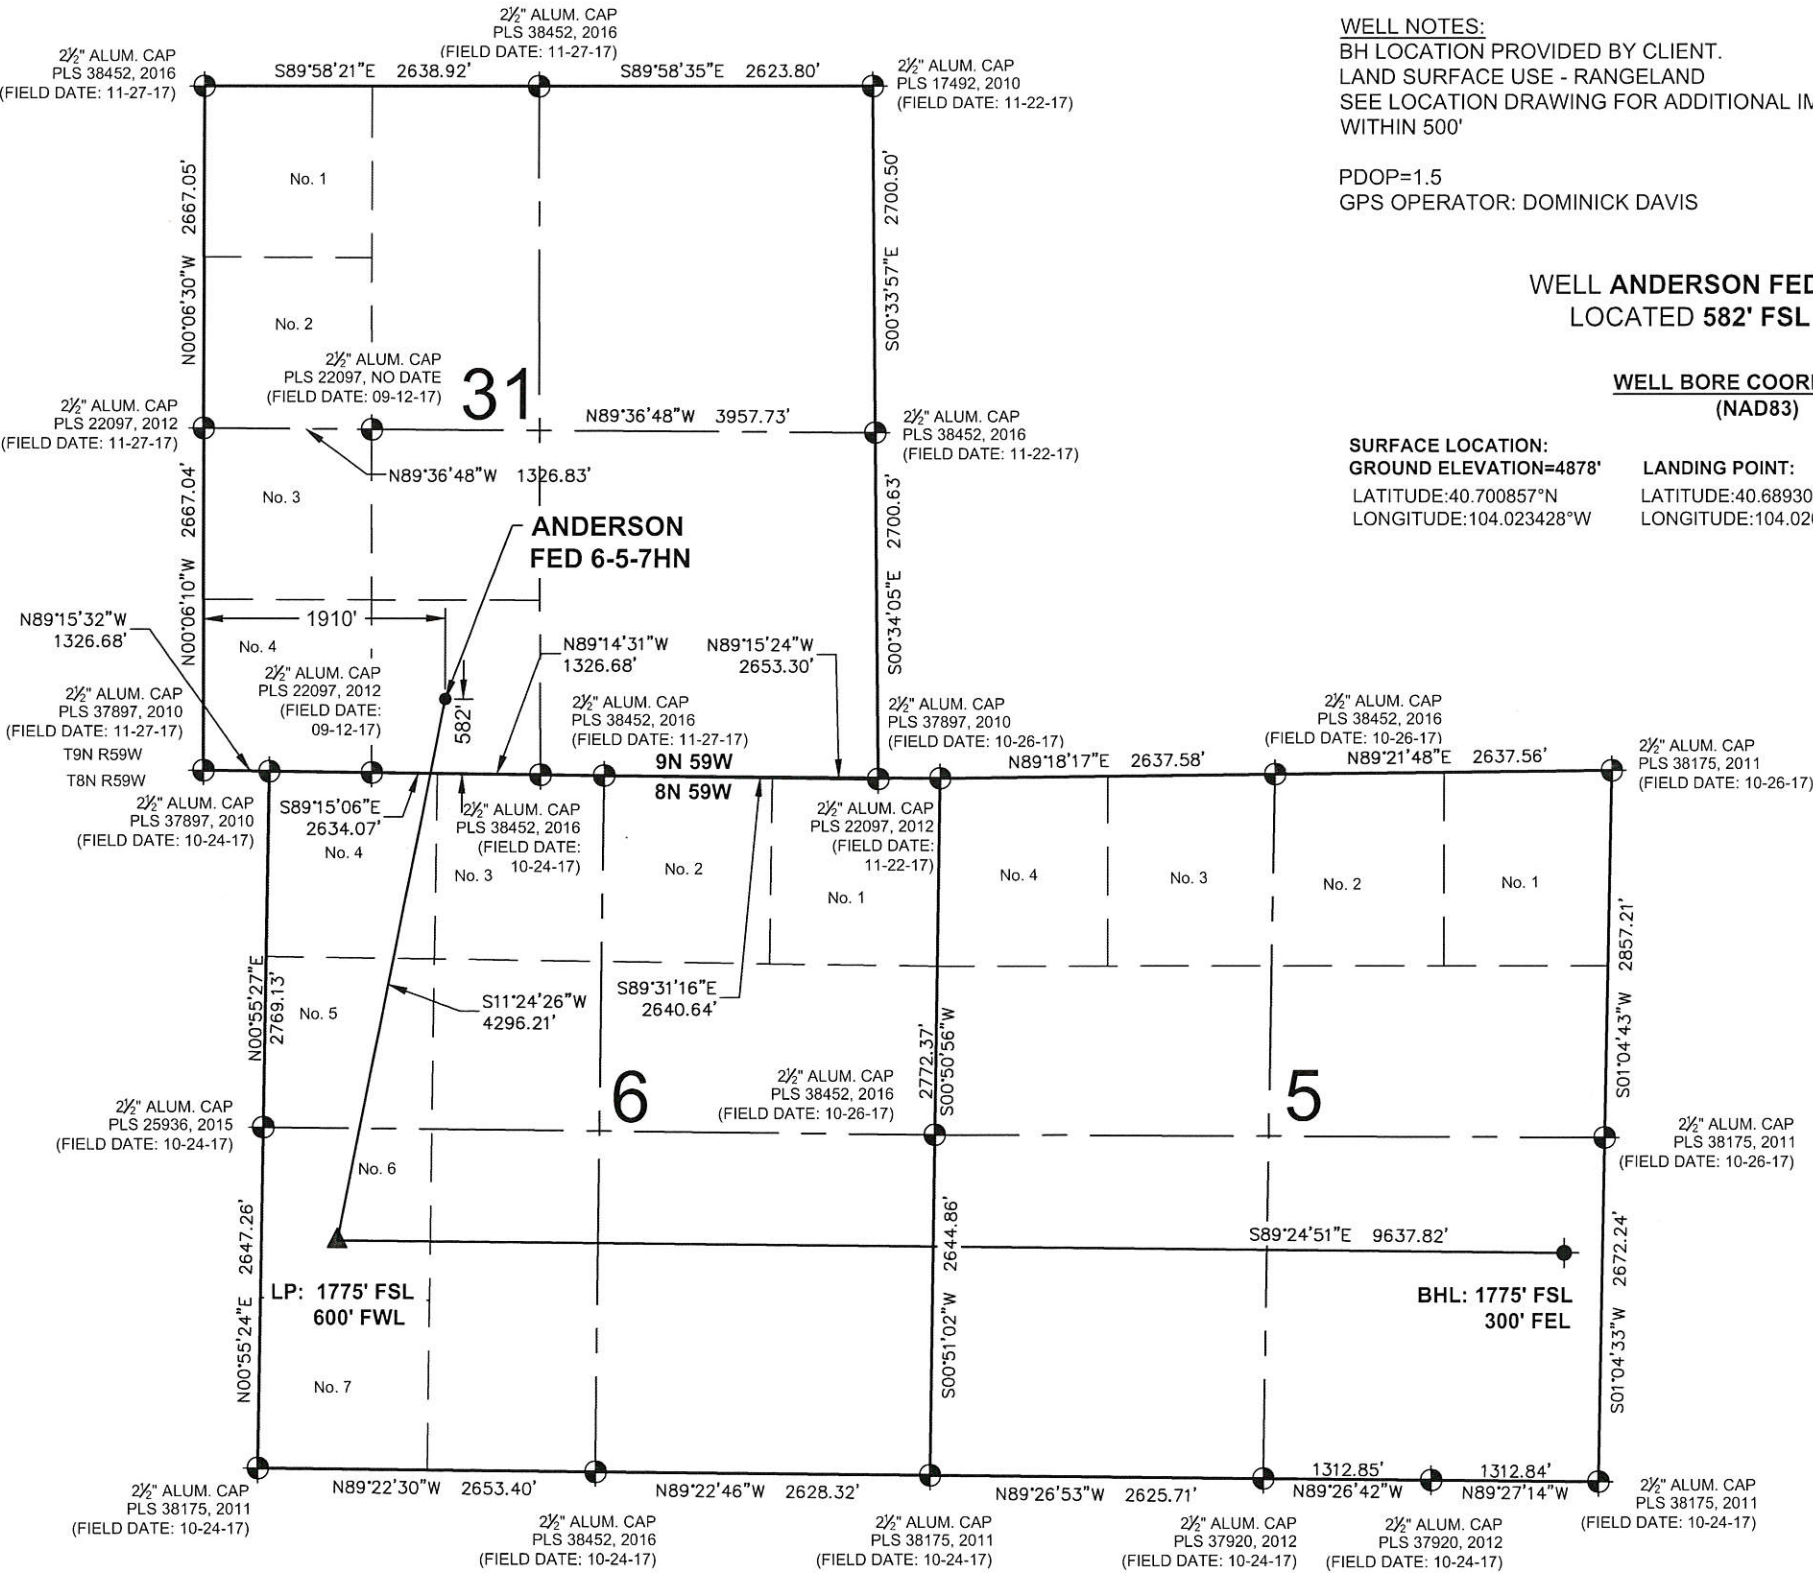 2½" ALUM. CAP
PLS 38452, 2016
(FIELD DATE: 11-27-17)
2½" ALUM. CAP
PLS 38452, 2016
(FIELD DATE: 11-27-17)
S89°58'21"E 2638.92'
S89°58'35"E 2623.80'
2½" ALUM. CAP
PLS 17492, 2010
(FIELD DATE: 11-22-17)
WELL NOTES:
BH LOCATION PROVIDED BY CLIENT.
LAND SURFACE USE - RANGELAND
SEE LOCATION DRAWING FOR ADDITIONAL
WITHIN 500'
PDOP=1.5
GPS OPERATOR: DOMINICK DAVIS
WELL ANDERSON FED
LOCATED 582' FSL
WELL BORE
(NAD83)
SURFACE LOCATION:
GROUND ELEVATION=4878'
LATITUDE:40.700857°N
LONGITUDE:104.023428°W
LANDING POINT:
LATITUDE:40.68930
LONGITUDE:104.02
N00°06'30"W 2667.05'
No. 1
No. 2
S00°33'57"E 2700.50'
2½" ALUM. CAP
PLS 22097, NO DATE
(FIELD DATE: 09-12-17)
31
2½" ALUM. CAP
PLS 22097, 2012
(FIELD DATE: 11-27-17)
N89°36'48"W 3957.73'
2½" ALUM. CAP
PLS 38452, 2016
(FIELD DATE: 11-22-17)
N89°36'48"W 1326.83'
No. 3
N00°06'10"W 2667.04'
S00°34'05"E 2700.63'
ANDERSON
FED 6-5-7HN
1910'
N89°15'32"W
1326.68'
No. 4
N89°14'31"W
1326.68'
N89°15'24"W
2653.30'
582'
2½" ALUM. CAP
PLS 37897, 2010
(FIELD DATE: 11-27-17)
2½" ALUM. CAP
PLS 22097, 2012
(FIELD DATE:
09-12-17)
2½" ALUM. CAP
PLS 38452, 2016
(FIELD DATE: 11-27-17)
2½" ALUM. CAP
PLS 37897, 2010
(FIELD DATE: 10-26-17)
2½" ALUM. CAP
PLS 38452, 2016
(FIELD DATE: 10-26-17)
2½" ALUM. CAP
PLS 38175, 2011
(FIELD DATE: 10-26-17)
T9N R59W
T8N R59W
9N 59W
8N 59W
N89°18'17"E 2637.58'
N89°21'48"E 2637.56'
2½" ALUM. CAP
PLS 37897, 2010
(FIELD DATE: 10-24-17)
S89°15'06"E
2634.07'
2½" ALUM. CAP
PLS 38452, 2016
(FIELD DATE:
10-24-17)
2½" ALUM. CAP
PLS 22097, 2012
(FIELD DATE:
11-22-17)
No. 4
No. 3
No. 2
No. 1
No. 4
No. 3
No. 2
No. 1
N00°55'27"E
2769.13'
No. 5
S11°24'26"W
4296.21'
S89°31'16"E
2640.64'
2772.37'
S00°50'56"W
S01°04'43"W 2857.21'
6
5
2½" ALUM. CAP
PLS 38452, 2016
(FIELD DATE: 10-26-17)
2½" ALUM. CAP
PLS 25936, 2015
(FIELD DATE: 10-24-17)
2½" ALUM. CAP
PLS 38175, 2011
(FIELD DATE: 10-26-17)
No. 6
N00°55'24"E 2647.26'
S00°51'02"W 2644.86'
S01°04'33"W 2672.24'
S89°24'51"E 9637.82'
LP: 1775' FSL
600' FWL
BHL: 1775' FSL
300' FEL
No. 7
N89°22'30"W 2653.40'
N89°22'46"W 2628.32'
N89°26'53"W 2625.71'
1312.85'
N89°26'42"W
1312.84'
N89°27'14"W
2½" ALUM. CAP
PLS 38175, 2011
(FIELD DATE: 10-24-17)
2½" ALUM. CAP
PLS 38452, 2016
(FIELD DATE: 10-24-17)
2½" ALUM. CAP
PLS 38175, 2011
(FIELD DATE: 10-24-17)
2½" ALUM. CAP
PLS 37920, 2012
(FIELD DATE: 10-24-17)
2½" ALUM. CAP
PLS 37920, 2012
(FIELD DATE: 10-24-17)
2½" ALUM. CAP
PLS 38175, 2011
(FIELD DATE: 10-24-17)